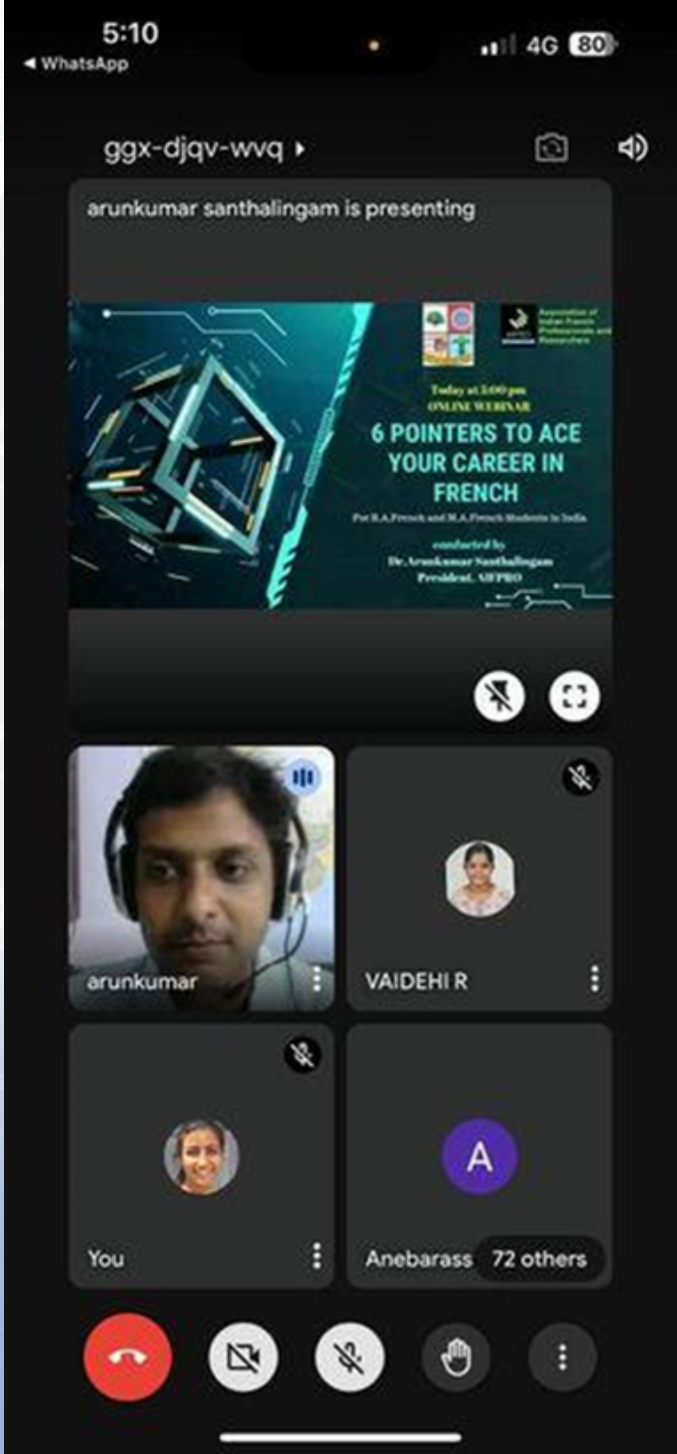 5:10
4G 80
◀ WhatsApp
ggx-djqv-wvq
arunkumar santhalingam is presenting
Association of
Indian French
Professionals and
Researchers
Today at 5:00 pm
ONLINE WEBINAR
6 POINTERS TO ACE
YOUR CAREER IN
FRENCH
For B.A.French and M.A.French Students in India
conducted by
Dr.Arunkumar Santhalingam
President, AIFPRO
arunkumar
VAIDEHI R
A
You
Anebarass
72 others